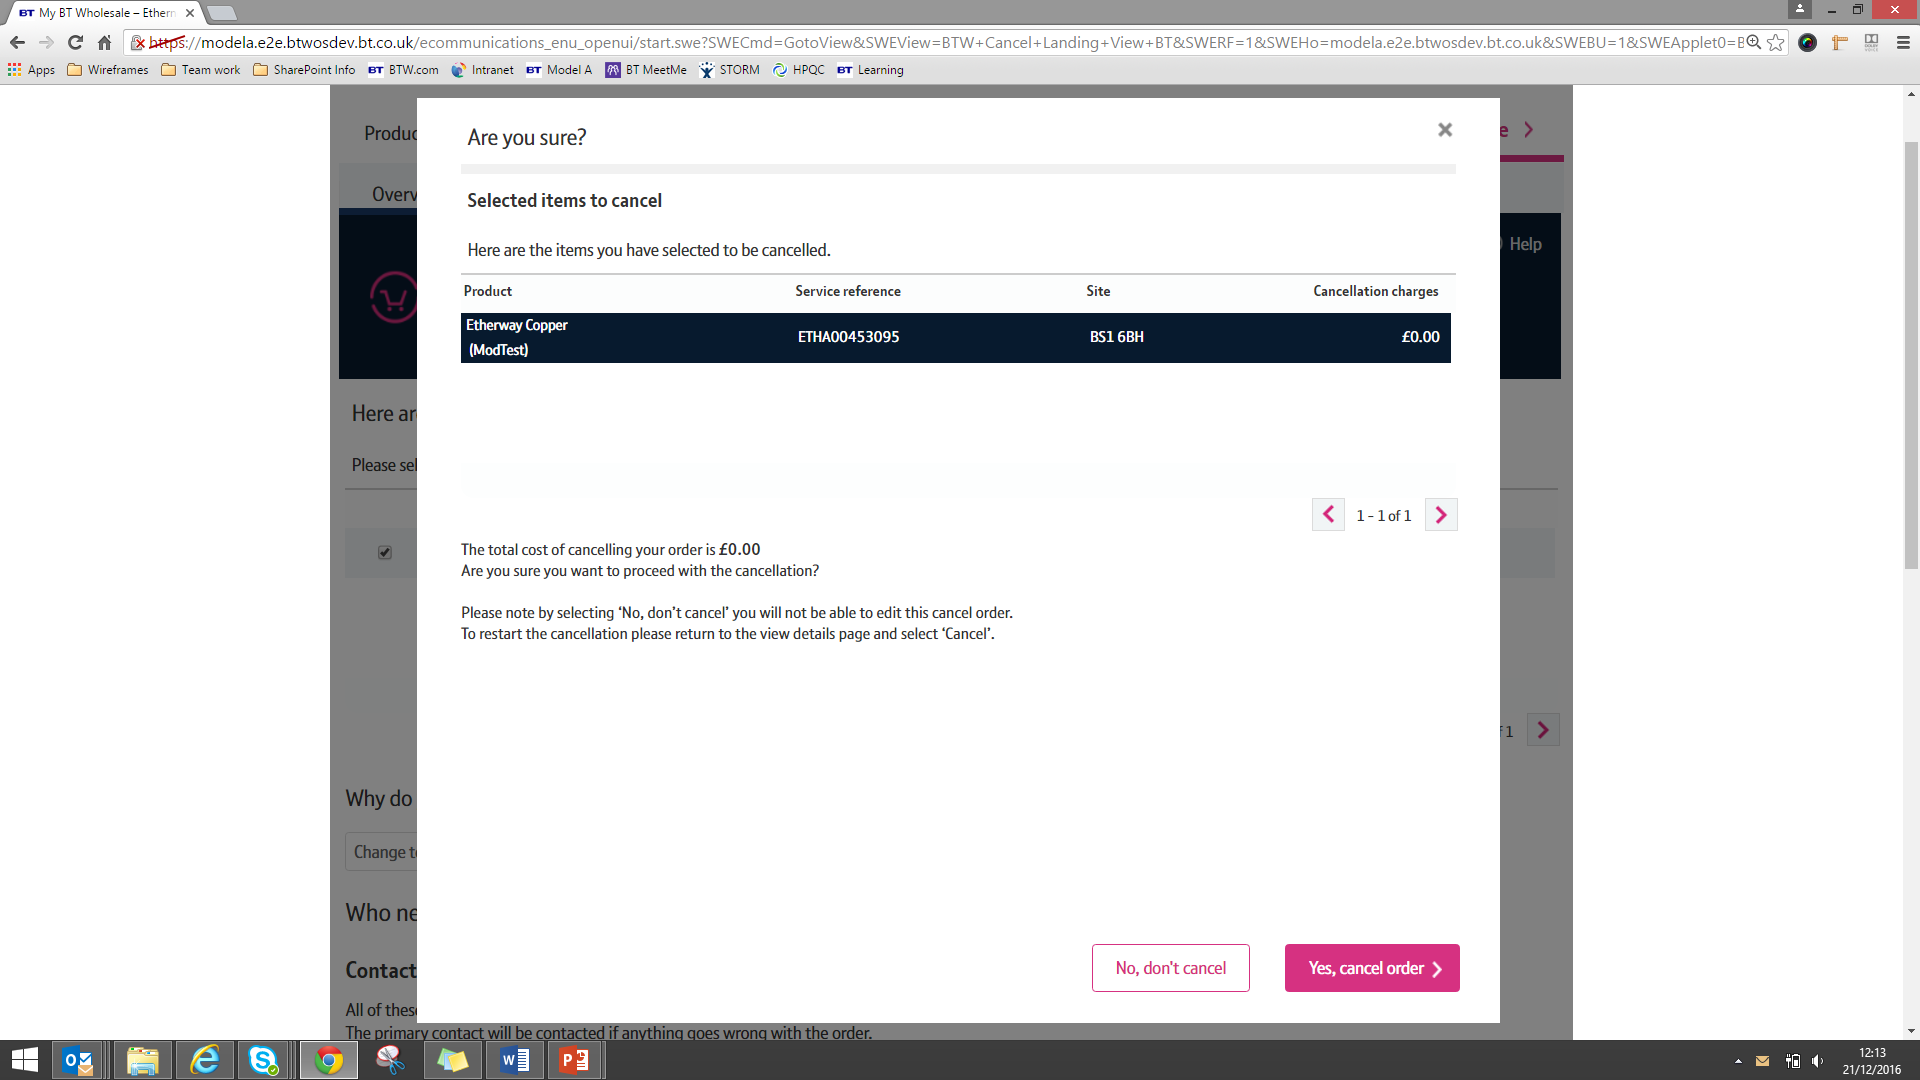 BT My BT Wholesale – Ethern
https://modela.e2e.btwosdev.bt.co.uk/ecommunications_enu_openui/start.swe?SWECmd=GotoView&SWEView=BTW+Cancel+Landing+View+BT&SWERF=1&SWEHo=modela.e2e.btwosdev.bt.co.uk&SWEBU=1&SWEApplet0=B
Apps Wireframes Team work SharePoint Info BT BTW.com Intranet BT Model A BT MeetMe STORM HPQC BT Learning
Produc
e
Overv
Help
Are you sure?
Selected items to cancel
Here are the items you have selected to be cancelled.
Product Service reference Site Cancellation charges
Etherway Copper
(ModTest)
ETHA00453095 BS1 6BH £0.00
Here ar
Please sel
1 - 1 of 1
The total cost of cancelling your order is £0.00
Are you sure you want to proceed with the cancellation?
Please note by selecting ‘No, don’t cancel’ you will not be able to edit this cancel order.
To restart the cancellation please return to the view details page and select ‘Cancel’.
f 1
Why do
Change to
Who ne
No, don't cancel
Yes, cancel order
Contact
All of these
The primary contact will be contacted if anything goes wrong with the order.
12:13
21/12/2016